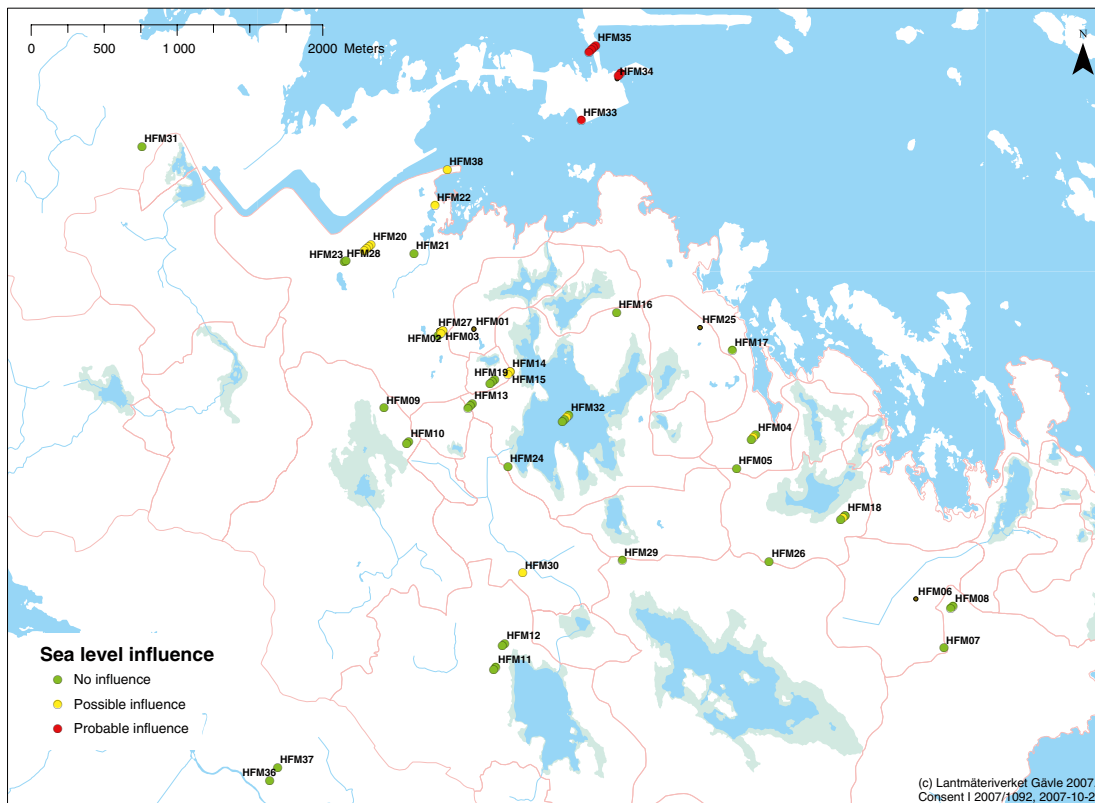 HFM35
N
0 500 1 000 2000 Meters
HFM34
HFM33
HFM31
HFM38
HFM22
HFM20
HFM23 HFM28 HFM21
HFM16
HFM27 HFM01 HFM25
HFM02 HFM03
HFM17
HFM14
HFM19 HFM15
HFM09 HFM13
HFM32
HFM04
HFM10
HFM24 HFM05
HFM18
HFM29 HFM26
HFM30
HFM06 HFM08
HFM12
HFM07
HFM11
Sea level influence
No influence
Possible influence
Probable influence
HFM37
HFM36
(c) Lantmäteriverket Gävle 2007.
Consent I 2007/1092, 2007-10-2